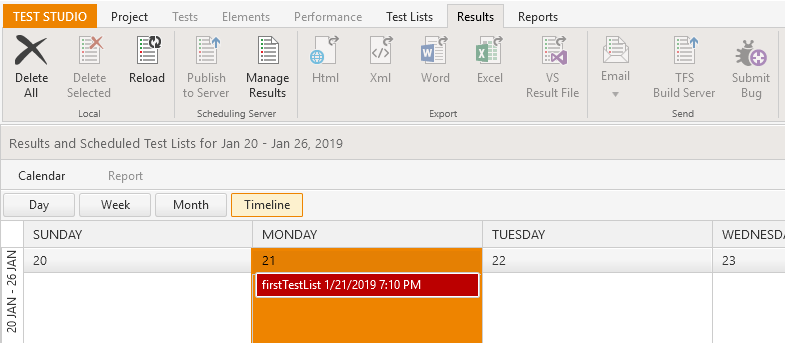 TEST STUDIO Project Tests Elements Performance Test Lists Results Reports
Delete All Delete Selected Reload Publish to Server Manage Results Html Xml Word Excel VS Result File Email TFS Build Server Submit Bug
Local Scheduling Server Export Send
Results and Scheduled Test Lists for Jan 20 - Jan 26, 2019
Calendar Report
Day Week Month Timeline
SUNDAY MONDAY TUESDAY WEDNESDA
20 JAN - 26 JAN
20 21 22 23
firstTestList 1/21/2019 7:10 PM